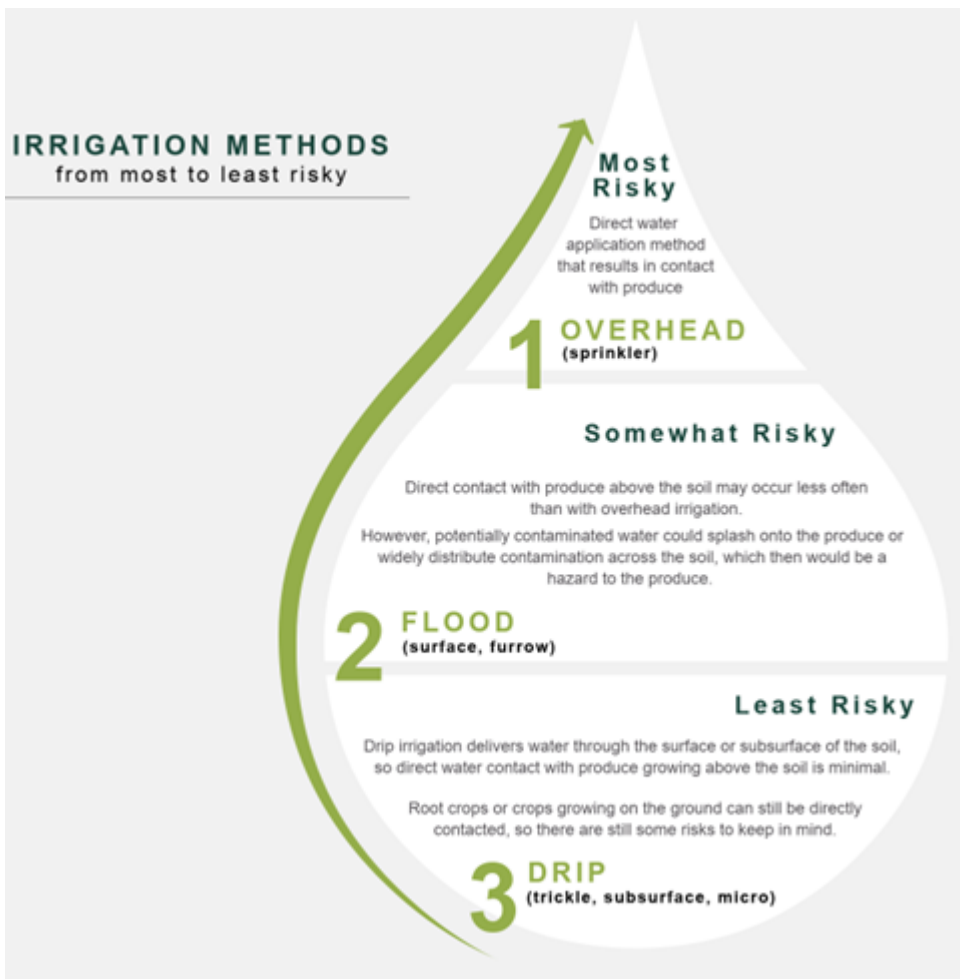 IRRIGATION METHODS
from most to least risky
Most
Risky
Direct water
application method
that results in contact
with produce
1 OVERHEAD
(sprinkler)
Somewhat Risky
Direct contact with produce above the soil may occur less often
than with overhead irrigation.
However, potentially contaminated water could splash onto the produce or
widely distribute contamination across the soil, which then would be a
hazard to the produce.
2 FLOOD
(surface, furrow)
Least Risky
Drip irrigation delivers water through the surface or subsurface of the soil,
so direct water contact with produce growing above the soil is minimal.
Root crops or crops growing on the ground can still be directly
contacted, so there are still some risks to keep in mind.
3 DRIP
(trickle, subsurface, micro)